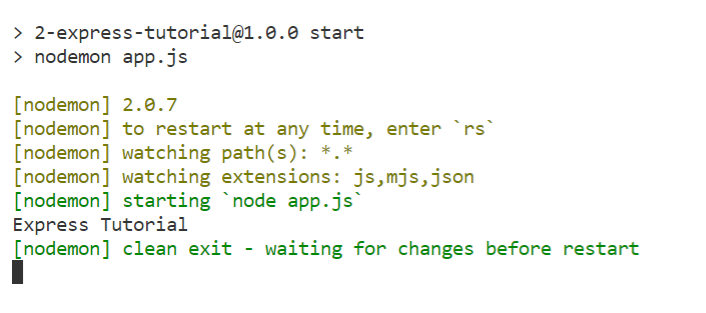 > 2-express-tutorial@1.0.0 start
> nodemon app.js
[nodemon] 2.0.7
[nodemon] to restart at any time, enter `rs`
[nodemon] watching path(s): *.*
[nodemon] watching extensions: js,mjs,json
[nodemon] starting `node app.js`
Express Tutorial
[nodemon] clean exit - waiting for changes before restart